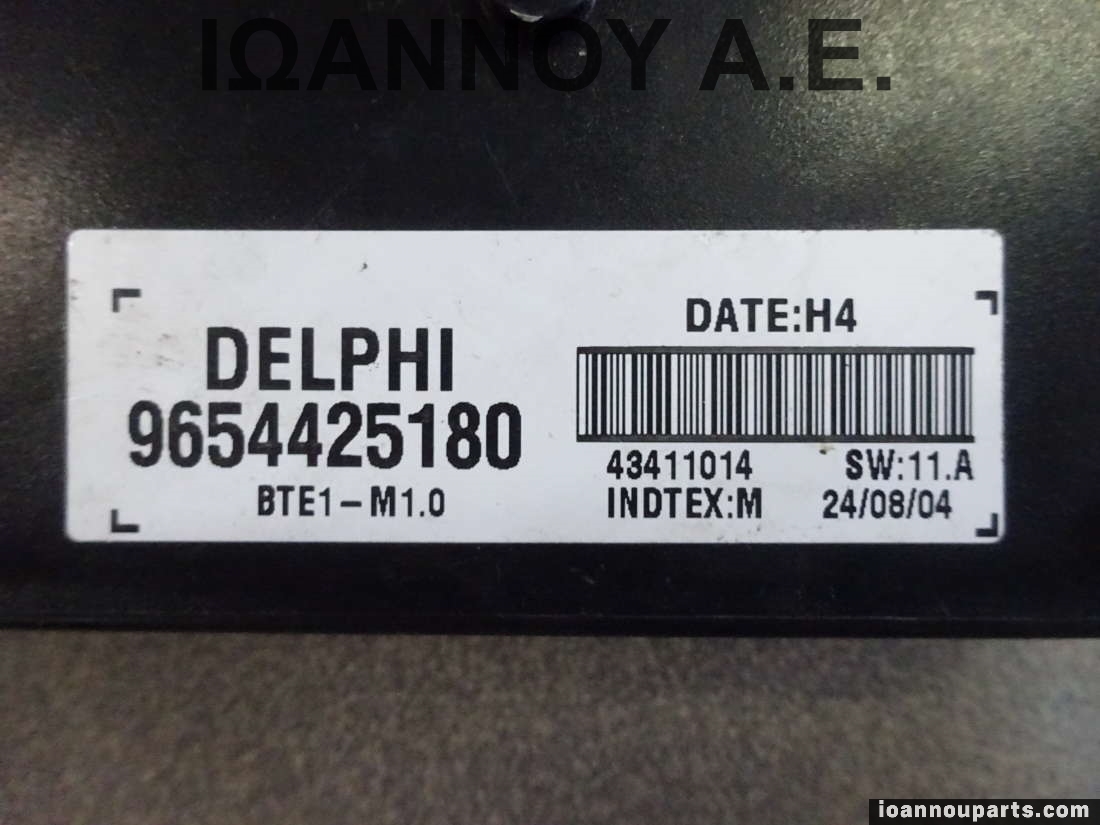 ΙΩΑΝΝΟΥ Α.Ε.
DELPHI
9654425180
BTE1-M1.0
DATE:H4
43411014 SW:11.A
INDTEX:M 24/08/04
ioannouparts.com